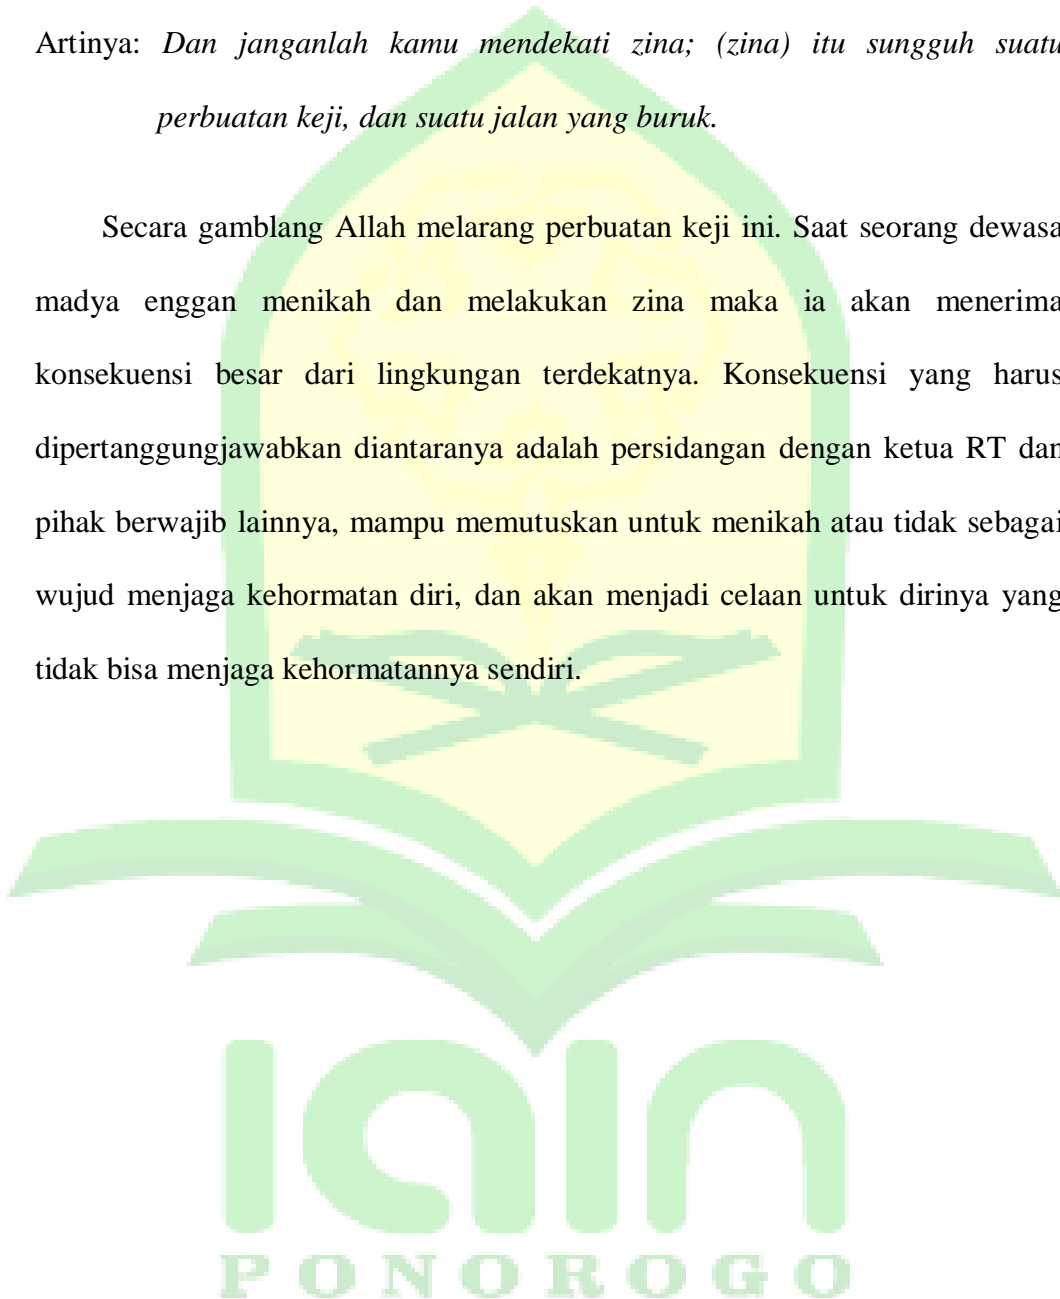 Artinya: Dan janganlah kamu mendekati zina; (zina) itu sungguh suatu
perbuatan keji, dan suatu jalan yang buruk.
Secara gamblang Allah melarang perbuatan keji ini. Saat seorang dewasa
madya enggan menikah dan melakukan zina maka ia akan menerima
konsekuensi besar dari lingkungan terdekatnya. Konsekuensi yang harus
dipertanggungjawabkan diantaranya adalah persidangan dengan ketua RT dan
pihak berwajib lainnya, mampu memutuskan untuk menikah atau tidak sebagai
wujud menjaga kehormatan diri, dan akan menjadi celaan untuk dirinya yang
tidak bisa menjaga kehormatannya sendiri.
iain
PONOROGO